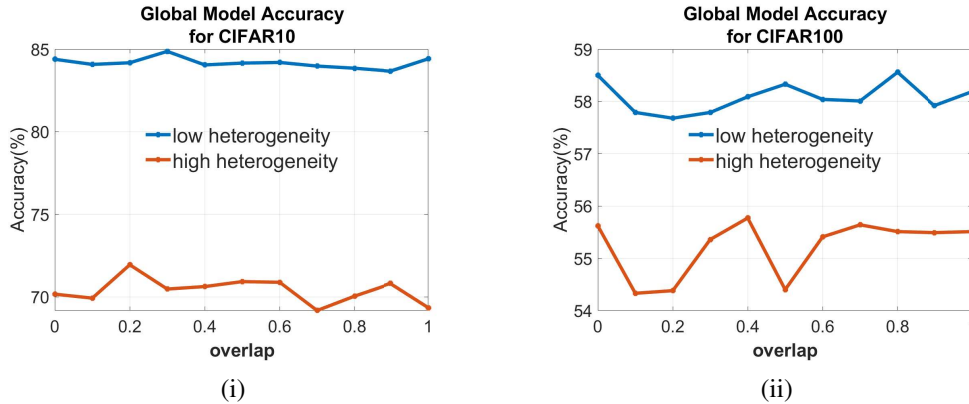 Global Model Accuracy
for CIFAR10
85
80
75
70
Accuracy(%)
low heterogeneity
high heterogeneity
0 0.2 0.4 0.6 0.8 1
overlap
(i)
Global Model Accuracy
for CIFAR100
59
58
57
56
55
54
Accuracy(%)
low heterogeneity
high heterogeneity
0 0.2 0.4 0.6 0.8
overlap
(ii)